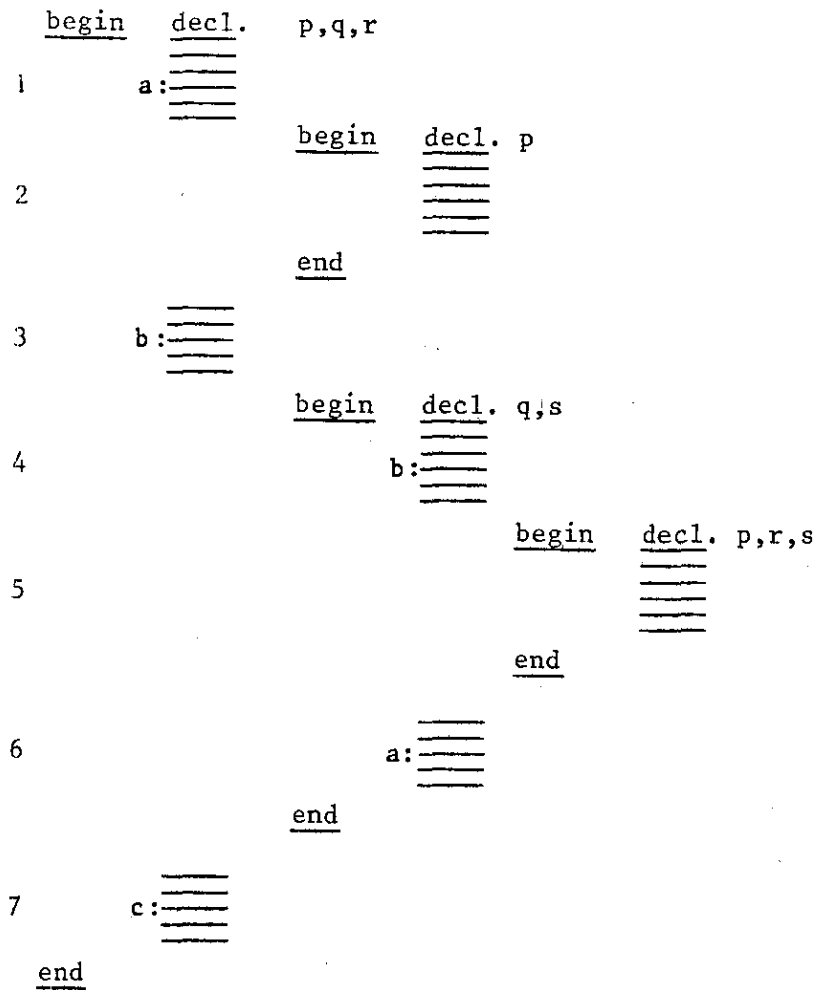 begin decl. p,q,r
1 a:
begin decl. p
2
end
3 b:
begin decl. q,s
4 b:
begin decl. p,r,s
5
end
6 a:
end
7 c:
end